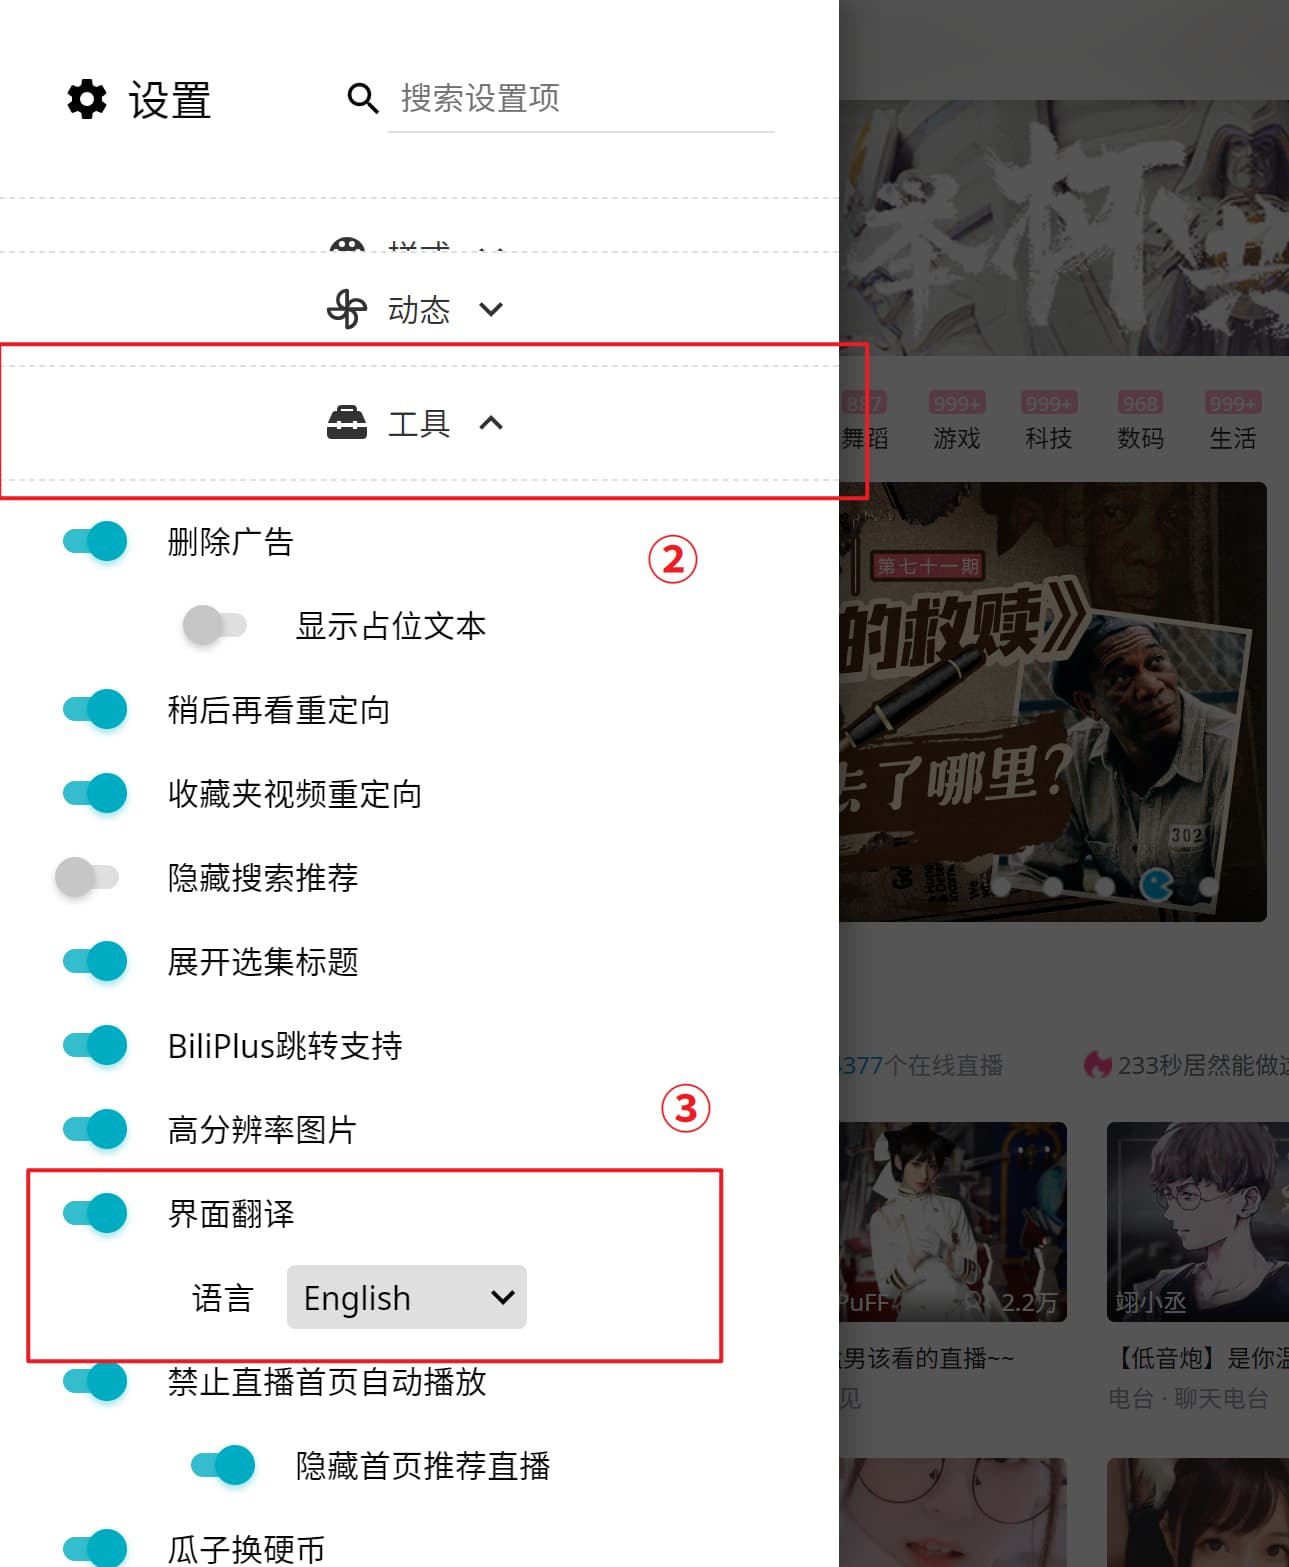 设置
搜索设置项
样式
动态
工具
②
删除广告
显示占位文本
稍后再看重定向
收藏夹视频重定向
隐藏搜索推荐
展开选集标题
BiliPlus跳转支持
③
高分辨率图片
界面翻译
语言 English
禁止直播首页自动播放
隐藏首页推荐直播
瓜子换硬币
887 999+ 999+ 968 999+
舞蹈 游戏 科技 数码 生活
第七十一期
的救赎》
去了哪里?
302
4377个在线直播
233秒居然能做这
PuFF 2.2万
翊小丞
男该看的直播~~
【低音炮】是你温
见
电台 · 聊天电台